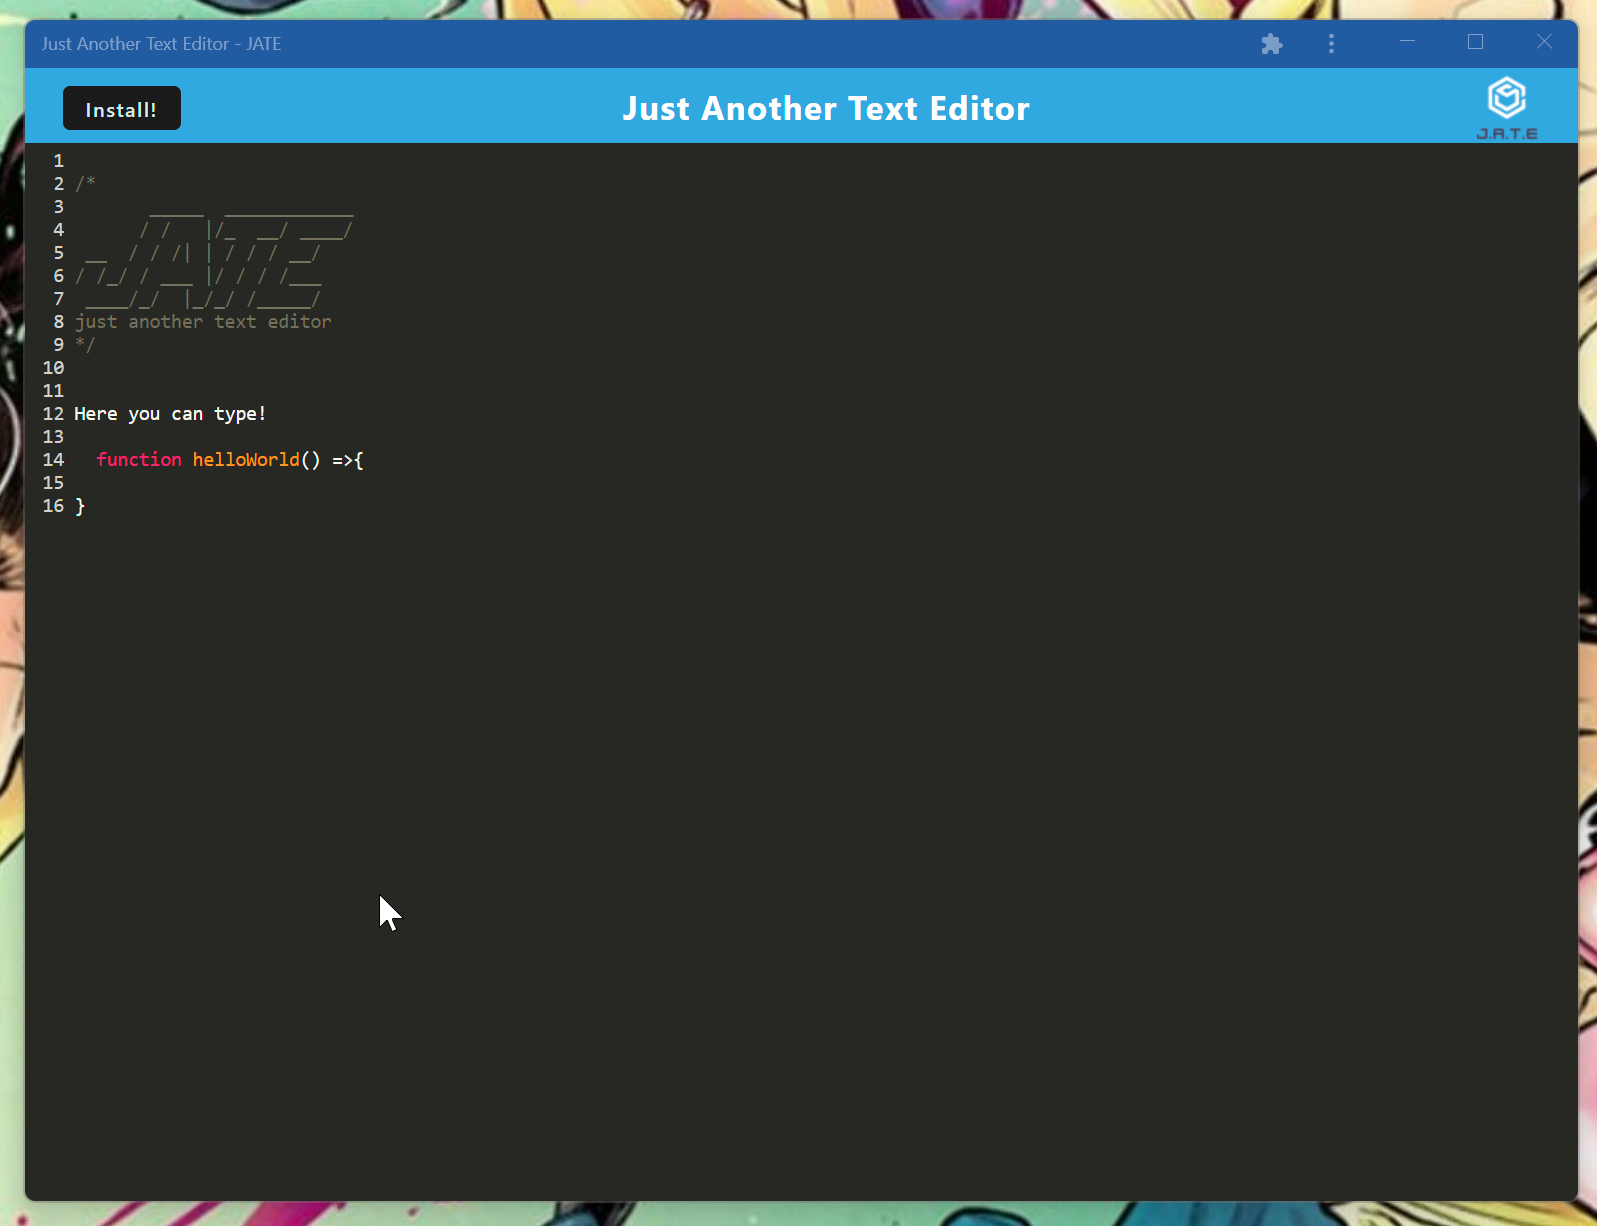 Just Another Text Editor - JATE
Install!
Just Another Text Editor
J.A.T.E
1
2 /*
3        _____  ____________
4       / /   |/_  __/ ____/
5  __  / / /| | / / / __/
6 / /_/ / ___ |/ / / /___
7  ____/_/  |_/_/ /_____/
8 just another text editor
9 */
10
11
12 Here you can type!
13
14   function helloWorld() =>{
15
16 }